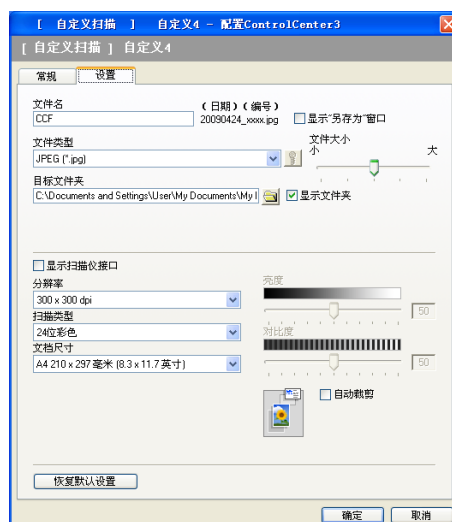 [ 自定义扫描 ] 自定义4 - 配置ControlCenter3
[ 自定义扫描 ] 自定义4
常规 设置
文件名 (日期)(编号)
CCF 20090424_xxxx.jpg 显示“另存为”窗口
文件类型 文件大小
JPEG (*.jpg) 小 大
目标文件夹
C:\Documents and Settings\User\My Documents\My I 显示文件夹
显示扫描仪接口
分辨率 亮度
300 x 300 dpi 50
扫描类型
24位彩色 对比度
文档尺寸
A4 210 x 297 毫米 (8.3 x 11.7 英寸) 50
自动裁剪
恢复默认设置
确定 取消